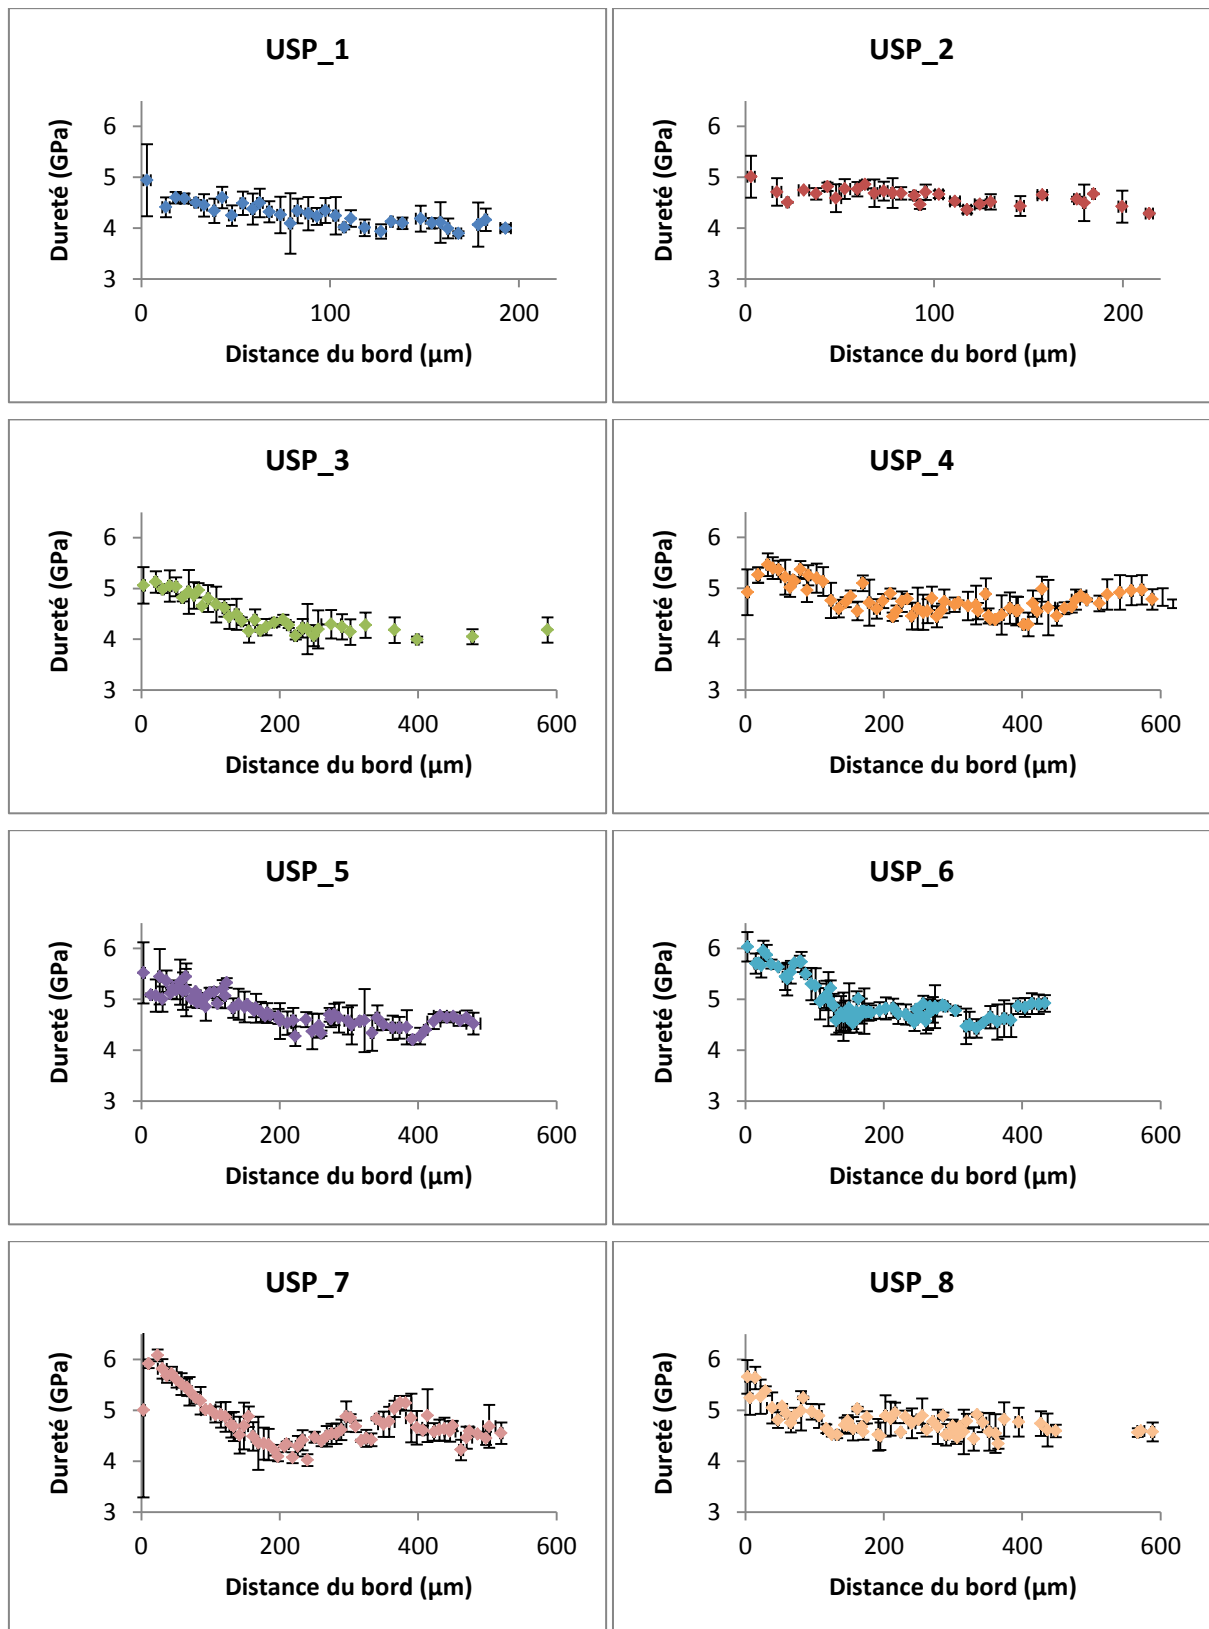 USP_1
Dureté (GPa)
6
5
4
3
0 100 200
Distance du bord (µm)
USP_2
Dureté (GPa)
6
5
4
3
0 100 200
Distance du bord (µm)
USP_3
Dureté (GPa)
6
5
4
3
0 200 400 600
Distance du bord (µm)
USP_4
Dureté (GPa)
6
5
4
3
0 200 400 600
Distance du bord (µm)
USP_5
Dureté (GPa)
6
5
4
3
0 200 400 600
Distance du bord (µm)
USP_6
Dureté (GPa)
6
5
4
3
0 200 400 600
Distance du bord (µm)
USP_7
Dureté (GPa)
6
5
4
3
0 200 400 600
Distance du bord (µm)
USP_8
Dureté (GPa)
6
5
4
3
0 200 400 600
Distance du bord (µm)